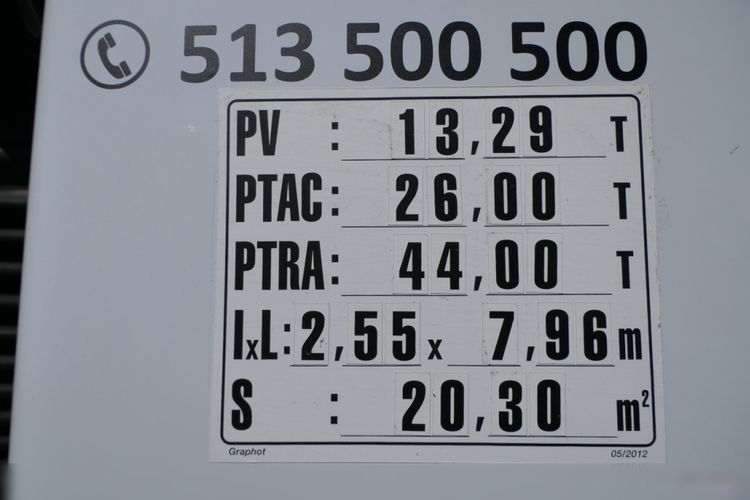 513 500 500
PV : 13,29 T
PTAC: 26,00 T
PTRA: 44,00 T
lxL: 2,55 x 7,96 m
S : 20,30 m²
Graphot 05/2012